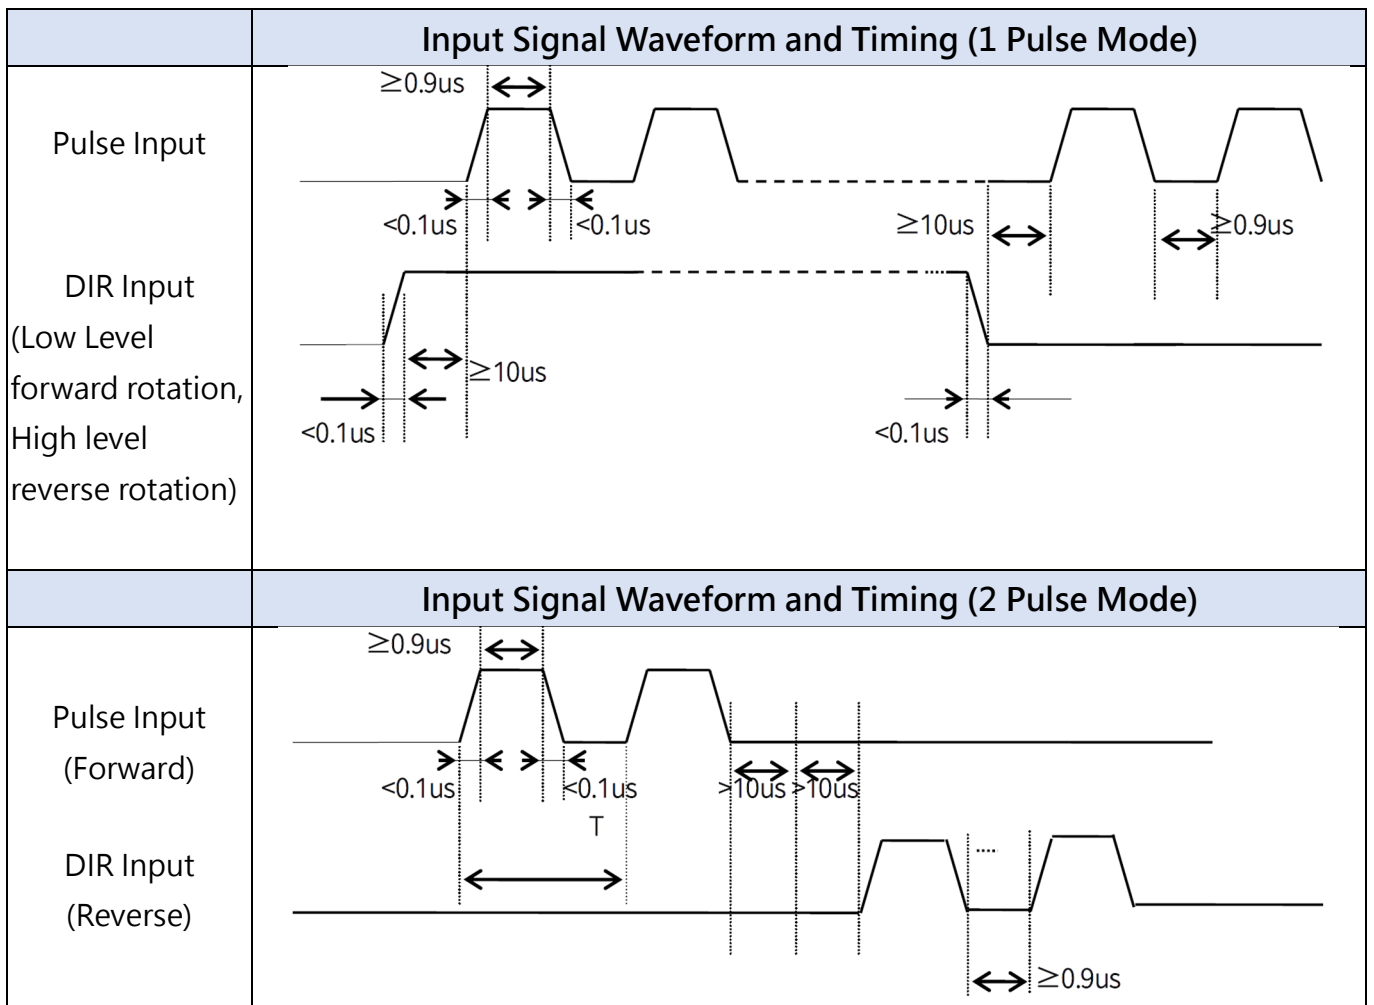 Input Signal Waveform and Timing (1 Pulse Mode)
≧0.9us
Pulse Input
<0.1us
<0.1us
≧10us
≧0.9us
DIR Input
(Low Level
forward rotation,
High level
reverse rotation)
≧10us
<0.1us
<0.1us
Input Signal Waveform and Timing (2 Pulse Mode)
≧0.9us
Pulse Input
(Forward)
<0.1us
<0.1us
>10us
>10us
T
DIR Input
(Reverse)
.....
≧0.9us